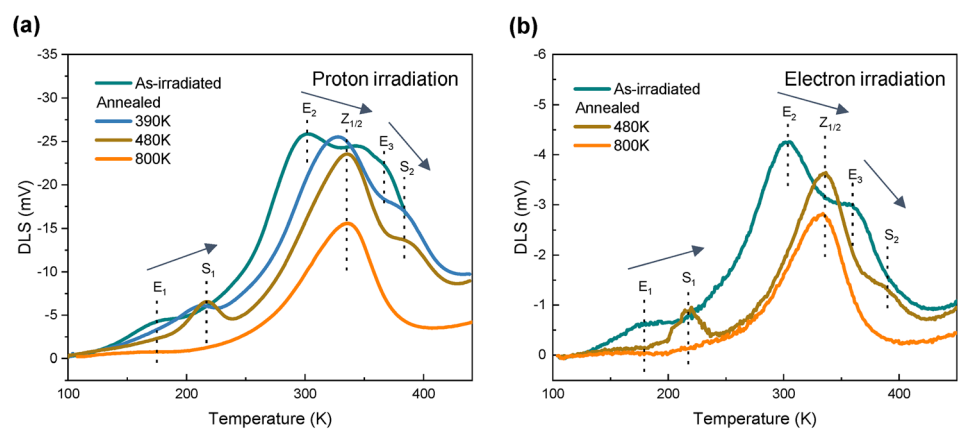 (a)
-35
-30
-25
-20
-15
-10
-5
0
DLS (mV)
100
200
300
400
Temperature (K)
As-irradiated
Annealed
390K
480K
800K
Proton irradiation
E1
S1
E2
Z1/2
E3
S2
(b)
-6
-5
-4
-3
-2
-1
0
DLS (mV)
100
200
300
400
Temperature (K)
As-irradiated
Annealed
480K
800K
Electron irradiation
E1
S1
E2
Z1/2
E3
S2